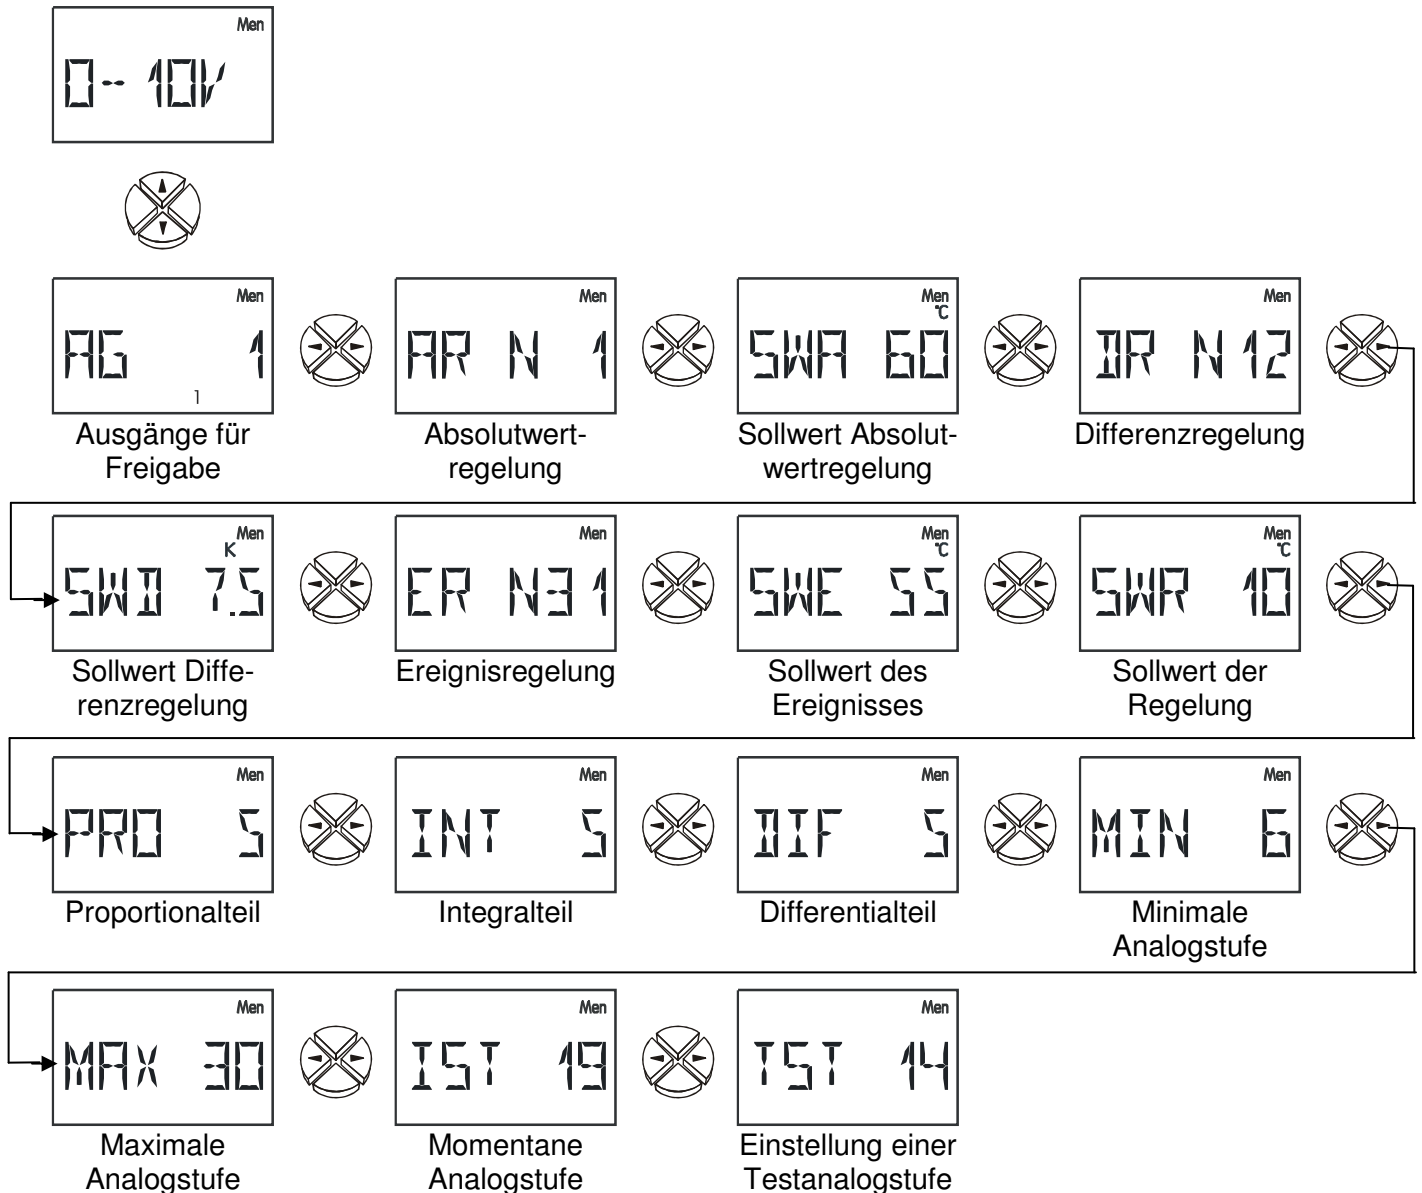 Men
0-- 10V
Men
AG 1
1
Men
AR N 1
Men
°C
SWA 60
Men
DR N 12
Ausgänge für
Freigabe
Absolutwert-
regelung
Sollwert Absolut-
wertregelung
Differenzregelung
Men
K
SWD 7.5
Men
ER N31
Men
°C
SWE 55
Men
°C
SWR 10
Sollwert Diffe-
renzregelung
Ereignisregelung
Sollwert des
Ereignisses
Sollwert der
Regelung
Men
PRO 5
Men
INT 5
Men
DIF 5
Men
MIN 6
Proportionalteil
Integralteil
Differentialteil
Minimale
Analogstufe
Men
MAX 30
Men
IST 19
Men
TST 14
Maximale
Analogstufe
Momentane
Analogstufe
Einstellung einer
Testanalogstufe